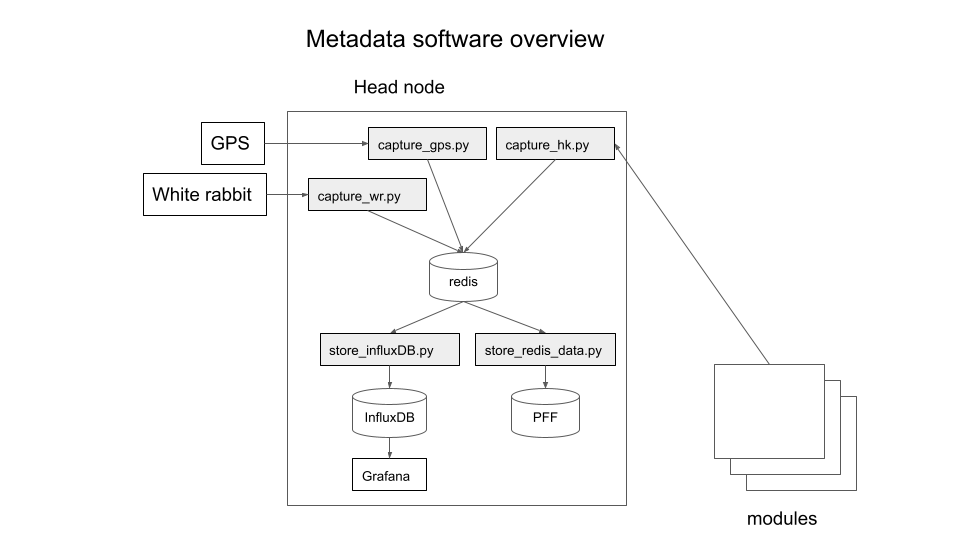 Metadata software overview
Head node
GPS
capture_gps.py
capture_hk.py
White rabbit
capture_wr.py
redis
store_influxDB.py
store_redis_data.py
InfluxDB
PFF
Grafana
modules